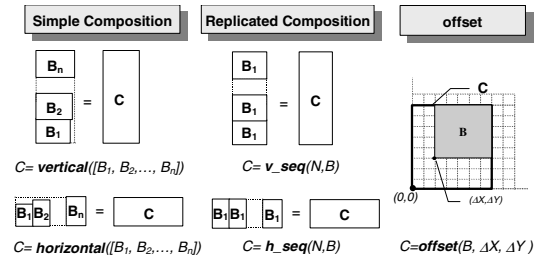 Simple Composition
Replicated Composition
offset
Bn
B2
B1
=
C
C= vertical([B1, B2,..., Bn])
B1
B1
B1
=
C
C= v_seq(N,B)
C
B
(0,0)
(ΔX,ΔY)
B1 B2 Bn = C
C= horizontal([B1, B2,..., Bn])
B1 B1 B1 = C
C= h_seq(N,B)
C=offset(B, ΔX, ΔY )